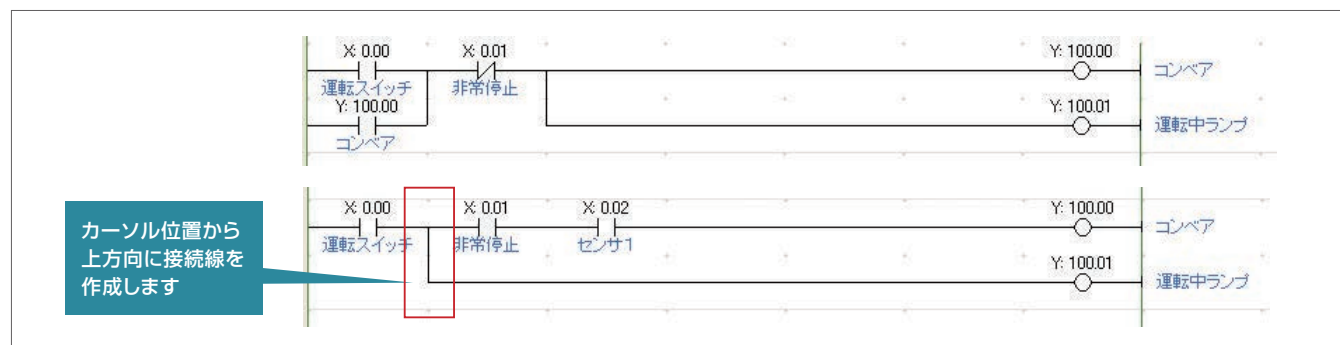 X: 0.00 X: 0.01 Y: 100.00
コンベア
運転スイッチ 非常停止
Y: 100.00 Y: 100.01
運転中ランプ
コンベア
カーソル位置から
上方向に接続線を
作成します
X: 0.00 X: 0.01 X: 0.02 Y: 100.00
コンベア
運転スイッチ 非常停止 センサ1
Y: 100.01
運転中ランプ